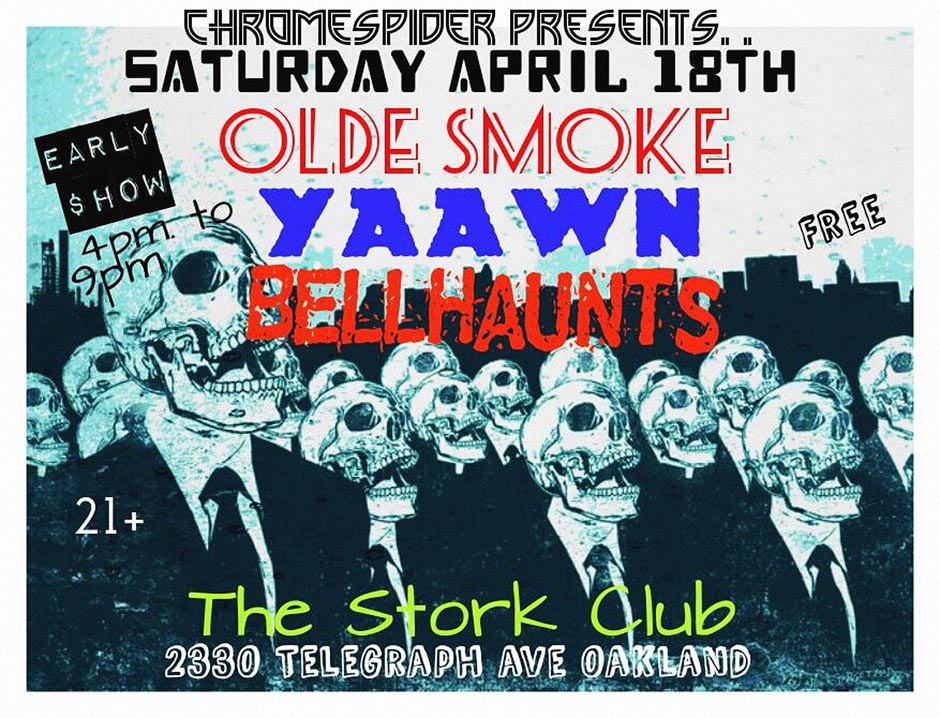 CHROMESPIDER PRESENTS. . .
SATURDAY APRIL 18TH
OLDE SMOKE
EARLY
$HOW
4pm. to
9pm
YAAWN
FREE
BELLHAUNTS
21+
The Stork Club
2330 TELEGRAPH AVE OAKLAND